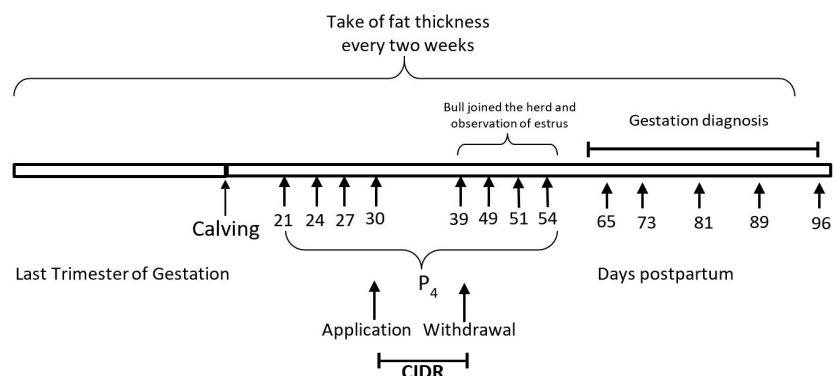 Take of fat thickness
every two weeks
Bull joined the herd and
observation of estrus
Gestation diagnosis
21 24 27 30 39 49 51 54 65 73 81 89 96
Calving
Last Trimester of Gestation
Days postpartum
P4
Application Withdrawal
CIDR